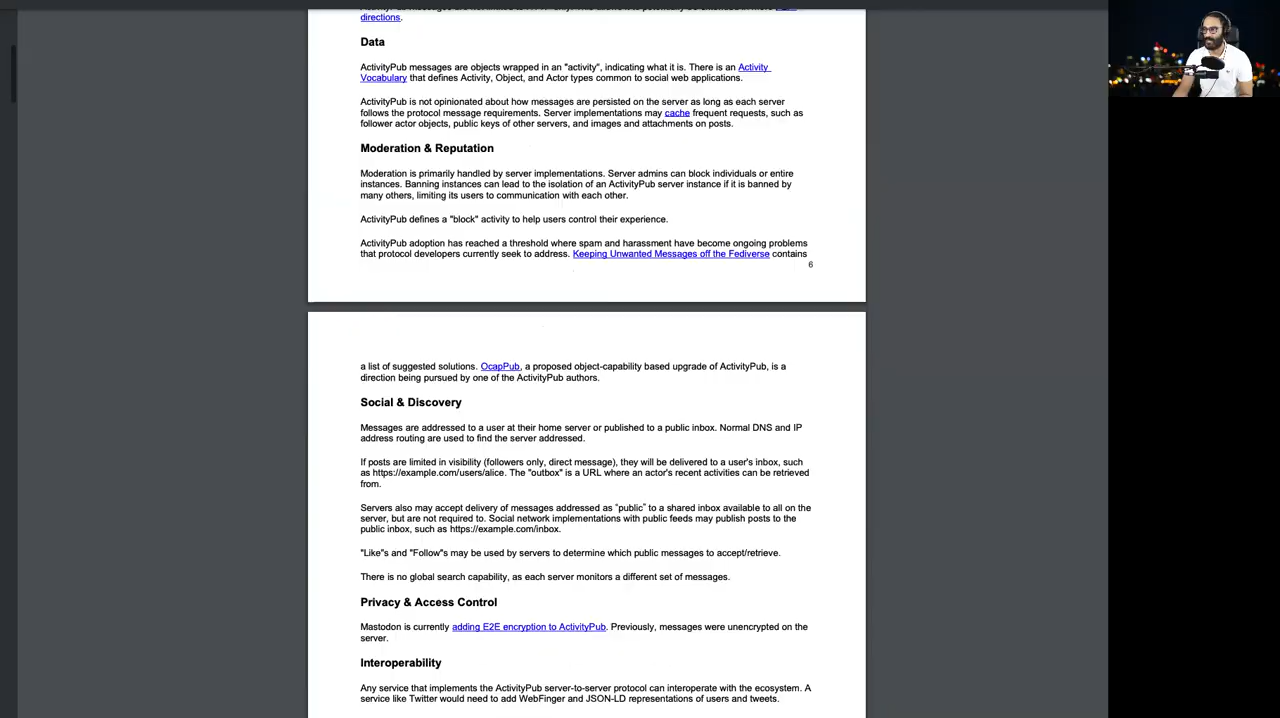 directions.
Data
ActivityPub messages are objects wrapped in an "activity", indicating what it is. There is an Activity
Vocabulary that defines Activity, Object, and Actor types common to social web applications.
ActivityPub is not opinionated about how messages are persisted on the server as long as each server
follows the protocol message requirements. Server implementations may cache frequent requests, such as
follower actor objects, public keys of other servers, and images and attachments on posts.
Moderation & Reputation
Moderation is primarily handled by server implementations. Server admins can block individuals or entire
instances. Banning instances can lead to the isolation of an ActivityPub server instance if it is banned by
many others, limiting its users to communication with each other.
ActivityPub defines a "block" activity to help users control their experience.
ActivityPub adoption has reached a threshold where spam and harassment have become ongoing problems
that protocol developers currently seek to address. Keeping Unwanted Messages off the Fediverse contains
6
a list of suggested solutions. OcapPub, a proposed object-capability based upgrade of ActivityPub, is a
direction being pursued by one of the ActivityPub authors.
Social & Discovery
Messages are addressed to a user at their home server or published to a public inbox. Normal DNS and IP
address routing are used to find the server addressed.
If posts are limited in visibility (followers only, direct message), they will be delivered to a user's inbox, such
as https://example.com/users/alice. The "outbox" is a URL where an actor's recent activities can be retrieved
from.
Servers also may accept delivery of messages addressed as "public" to a shared inbox available to all on the
server, but are not required to. Social network implementations with public feeds may publish posts to the
public inbox, such as https://example.com/inbox.
"Like"s and "Follow"s may be used by servers to determine which public messages to accept/retrieve.
There is no global search capability, as each server monitors a different set of messages.
Privacy & Access Control
Mastodon is currently adding E2E encryption to ActivityPub. Previously, messages were unencrypted on the
server.
Interoperability
Any service that implements the ActivityPub server-to-server protocol can interoperate with the ecosystem. A
service like Twitter would need to add WebFinger and JSON-LD representations of users and tweets.